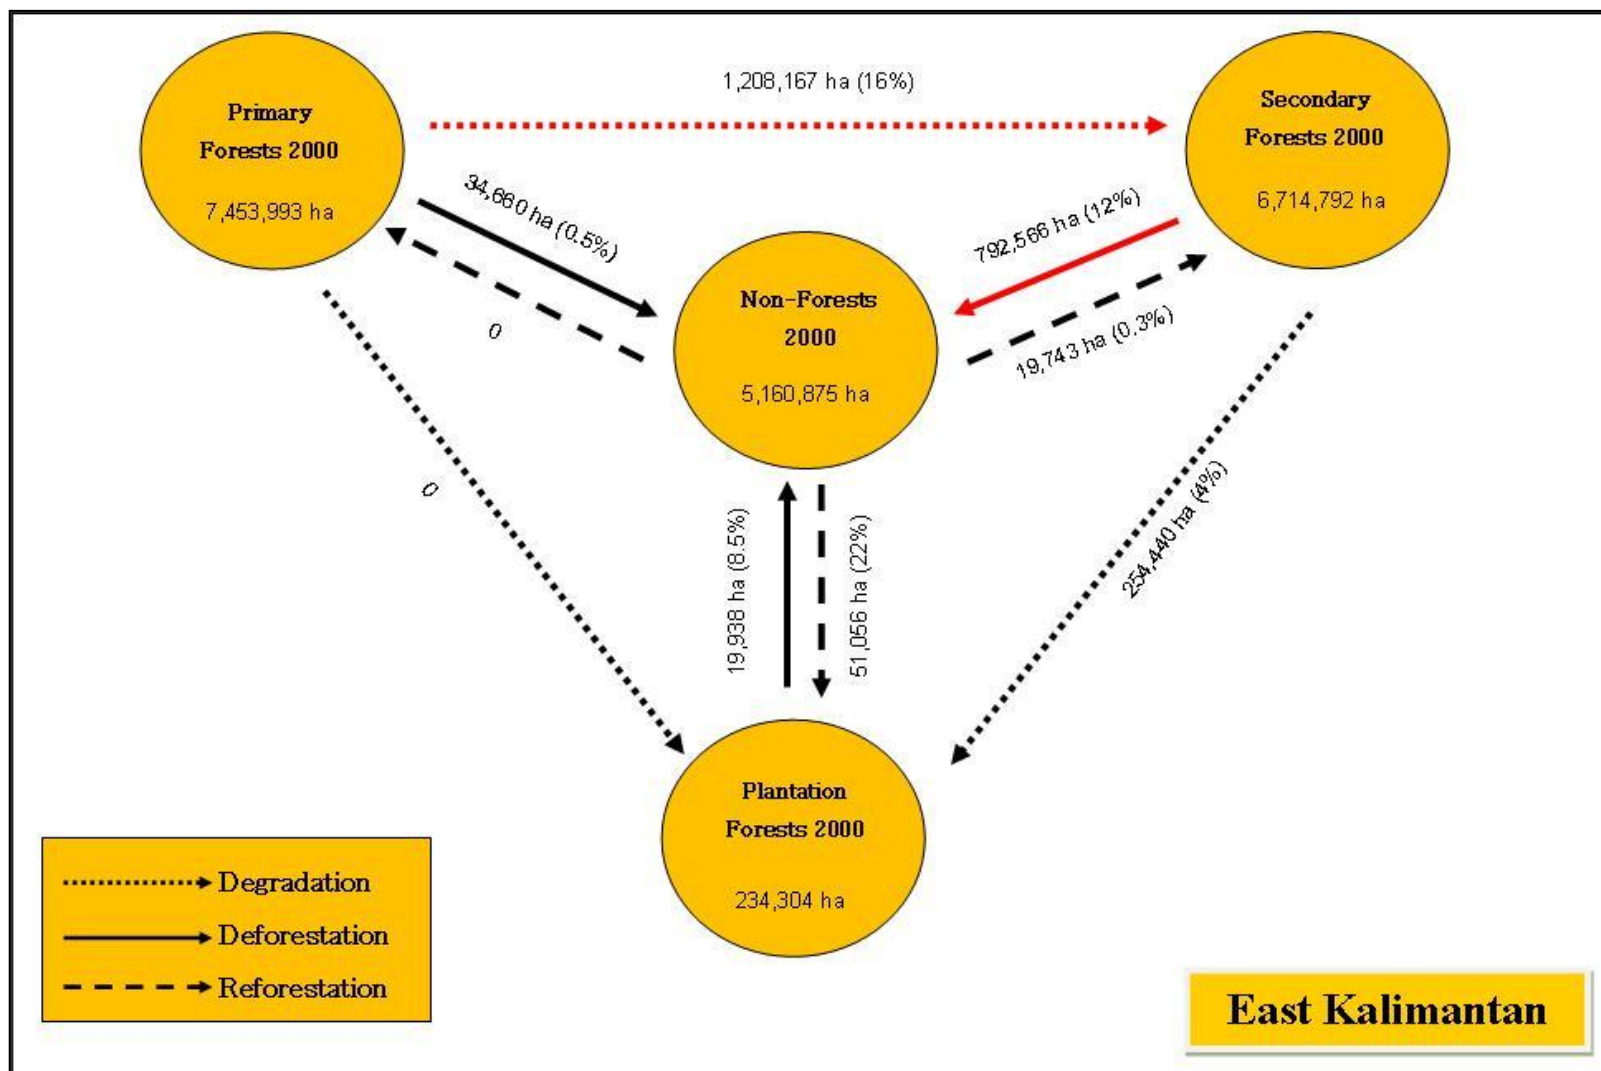 1,208,167 ha (16%)
Primary
Forests 2000
7,453,993 ha
Secondary
Forests 2000
6,714,792 ha
34,660 ha (0.5%)
0
792,566 ha (12%)
19,743 ha (0.3%)
Non-Forests
2000
5,160,875 ha
0
19,938 ha (8.5%)
51,056 ha (22%)
254,440 ha (4%)
Plantation
Forests 2000
234,304 ha
Degradation
Deforestation
Reforestation
East Kalimantan